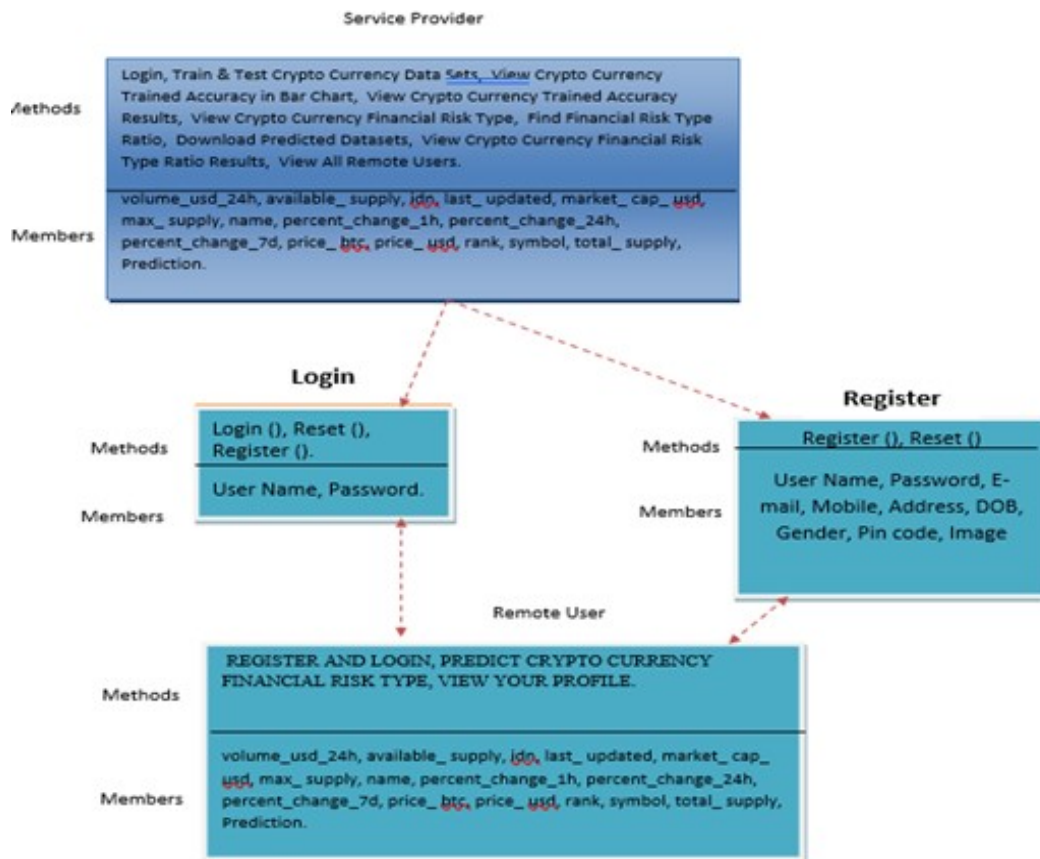 Service Provider
Methods
Login, Train & Test Crypto Currency Data Sets, View Crypto Currency
Trained Accuracy in Bar Chart, View Crypto Currency Trained Accuracy
Results, View Crypto Currency Financial Risk Type, Find Financial Risk Type
Ratio, Download Predicted Datasets, View Crypto Currency Financial Risk
Type Ratio Results, View All Remote Users.
Members
volume_usd_24h, available_ supply, idn, last_ updated, market_ cap_ usd,
max_ supply, name, percent_change_1h, percent_change_24h,
percent_change_7d, price_ btc, price_ usd, rank, symbol, total_ supply,
Prediction.
Login
Methods
Login (), Reset (),
Register ().
Members
User Name, Password.
Register
Methods
Register (), Reset ()
Members
User Name, Password, E-
mail, Mobile, Address, DOB,
Gender, Pin code, Image
Remote User
Methods
REGISTER AND LOGIN, PREDICT CRYPTO CURRENCY
FINANCIAL RISK TYPE, VIEW YOUR PROFILE.
Members
volume_usd_24h, available_ supply, idn, last_ updated, market_ cap_
usd, max_ supply, name, percent_change_1h, percent_change_24h,
percent_change_7d, price_ btc, price_ usd, rank, symbol, total_ supply,
Prediction.